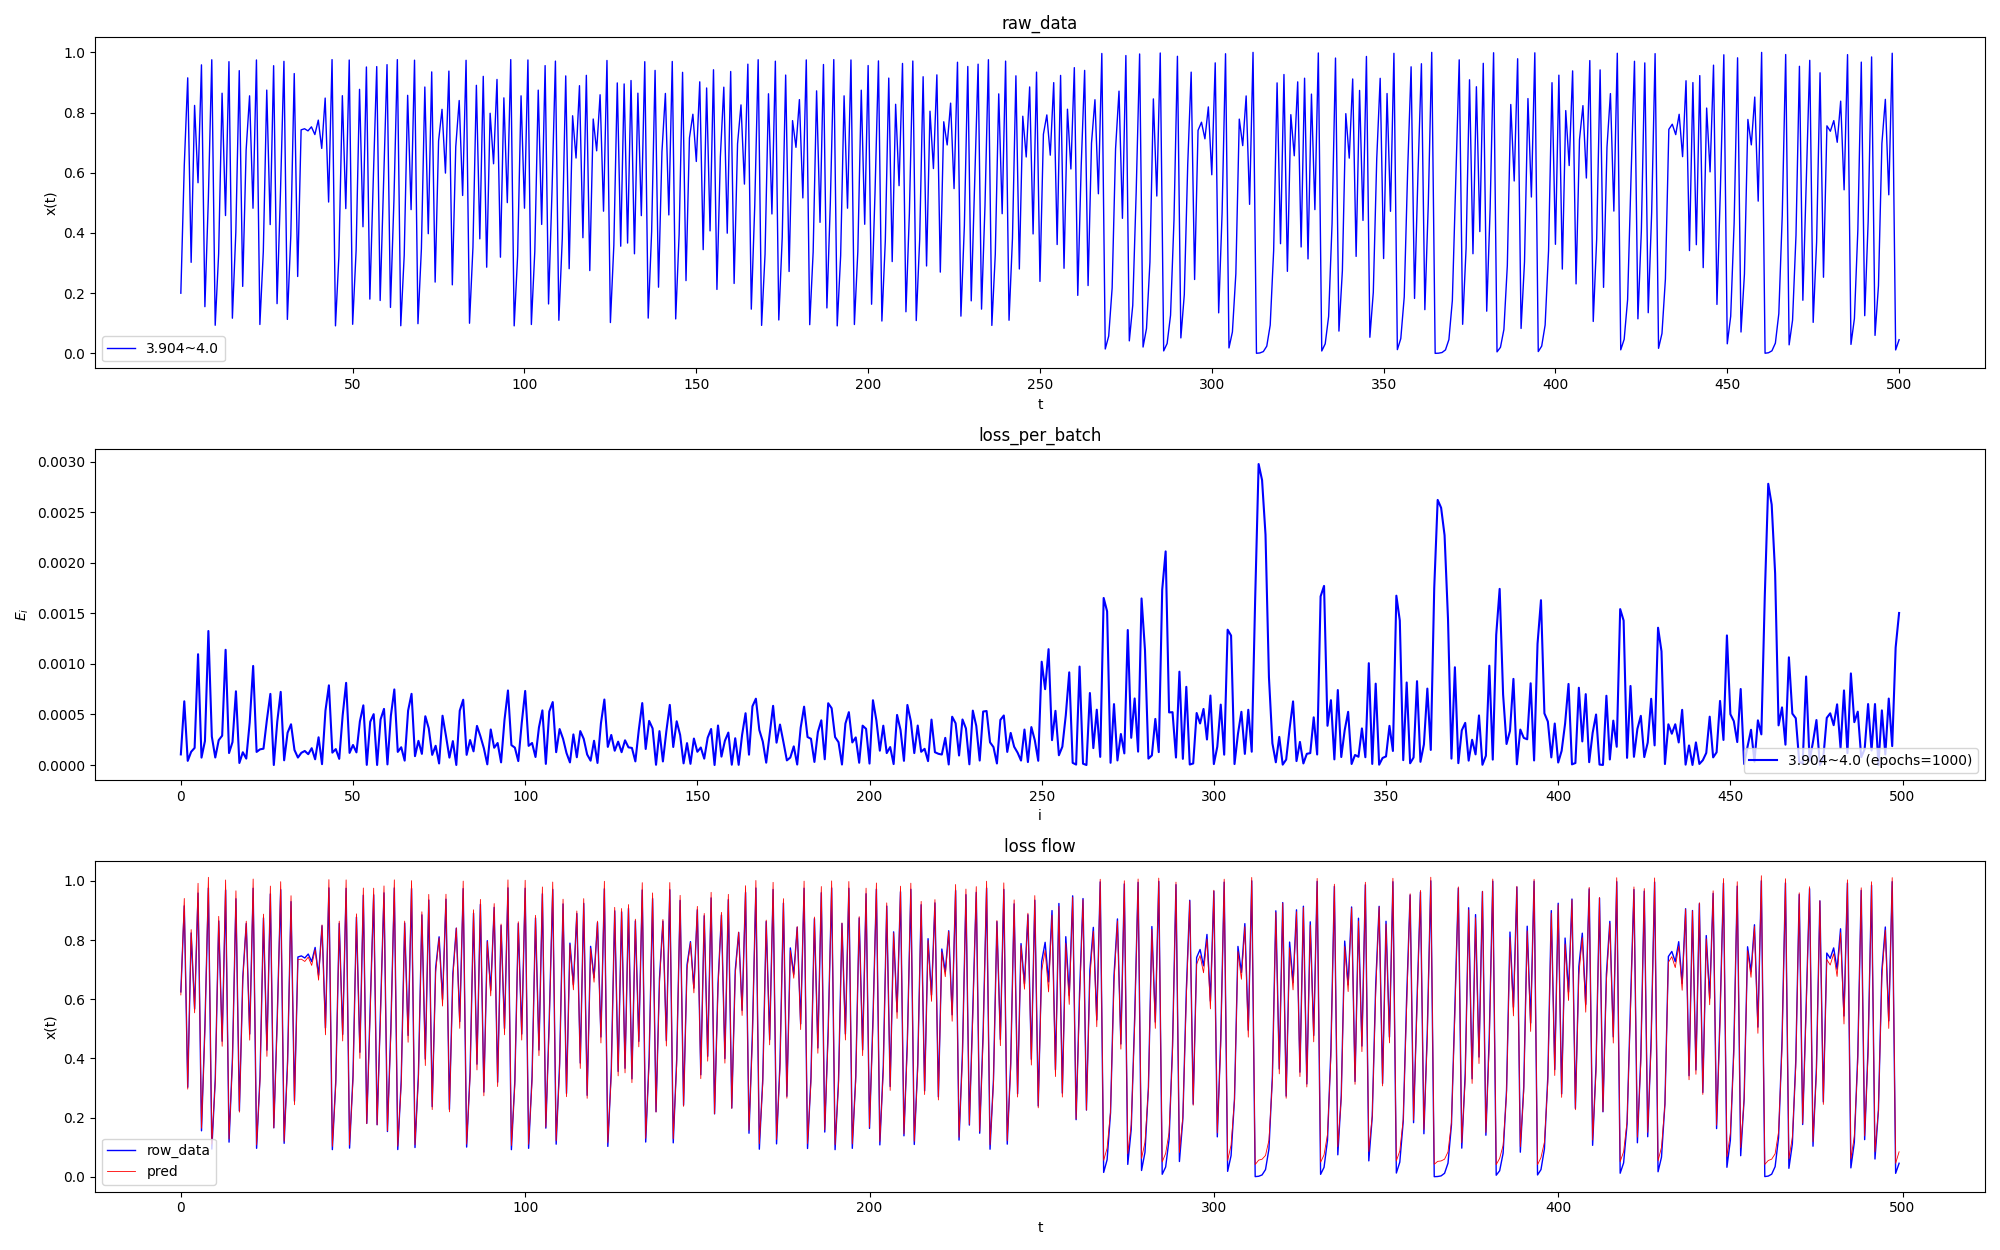 raw_data
1.0
0.8
0.6
0.4
0.2
0.0
x(t)
3.904~4.0
50 100 150 200 250 300 350 400 450 500
t
loss_per_batch
0.0030
0.0025
0.0020
0.0015
0.0010
0.0005
0.0000
E_i
3.904~4.0 (epochs=1000)
0 50 100 150 200 250 300 350 400 450 500
i
loss flow
1.0
0.8
0.6
0.4
0.2
0.0
x(t)
row_data
pred
0 100 200 300 400 500
t